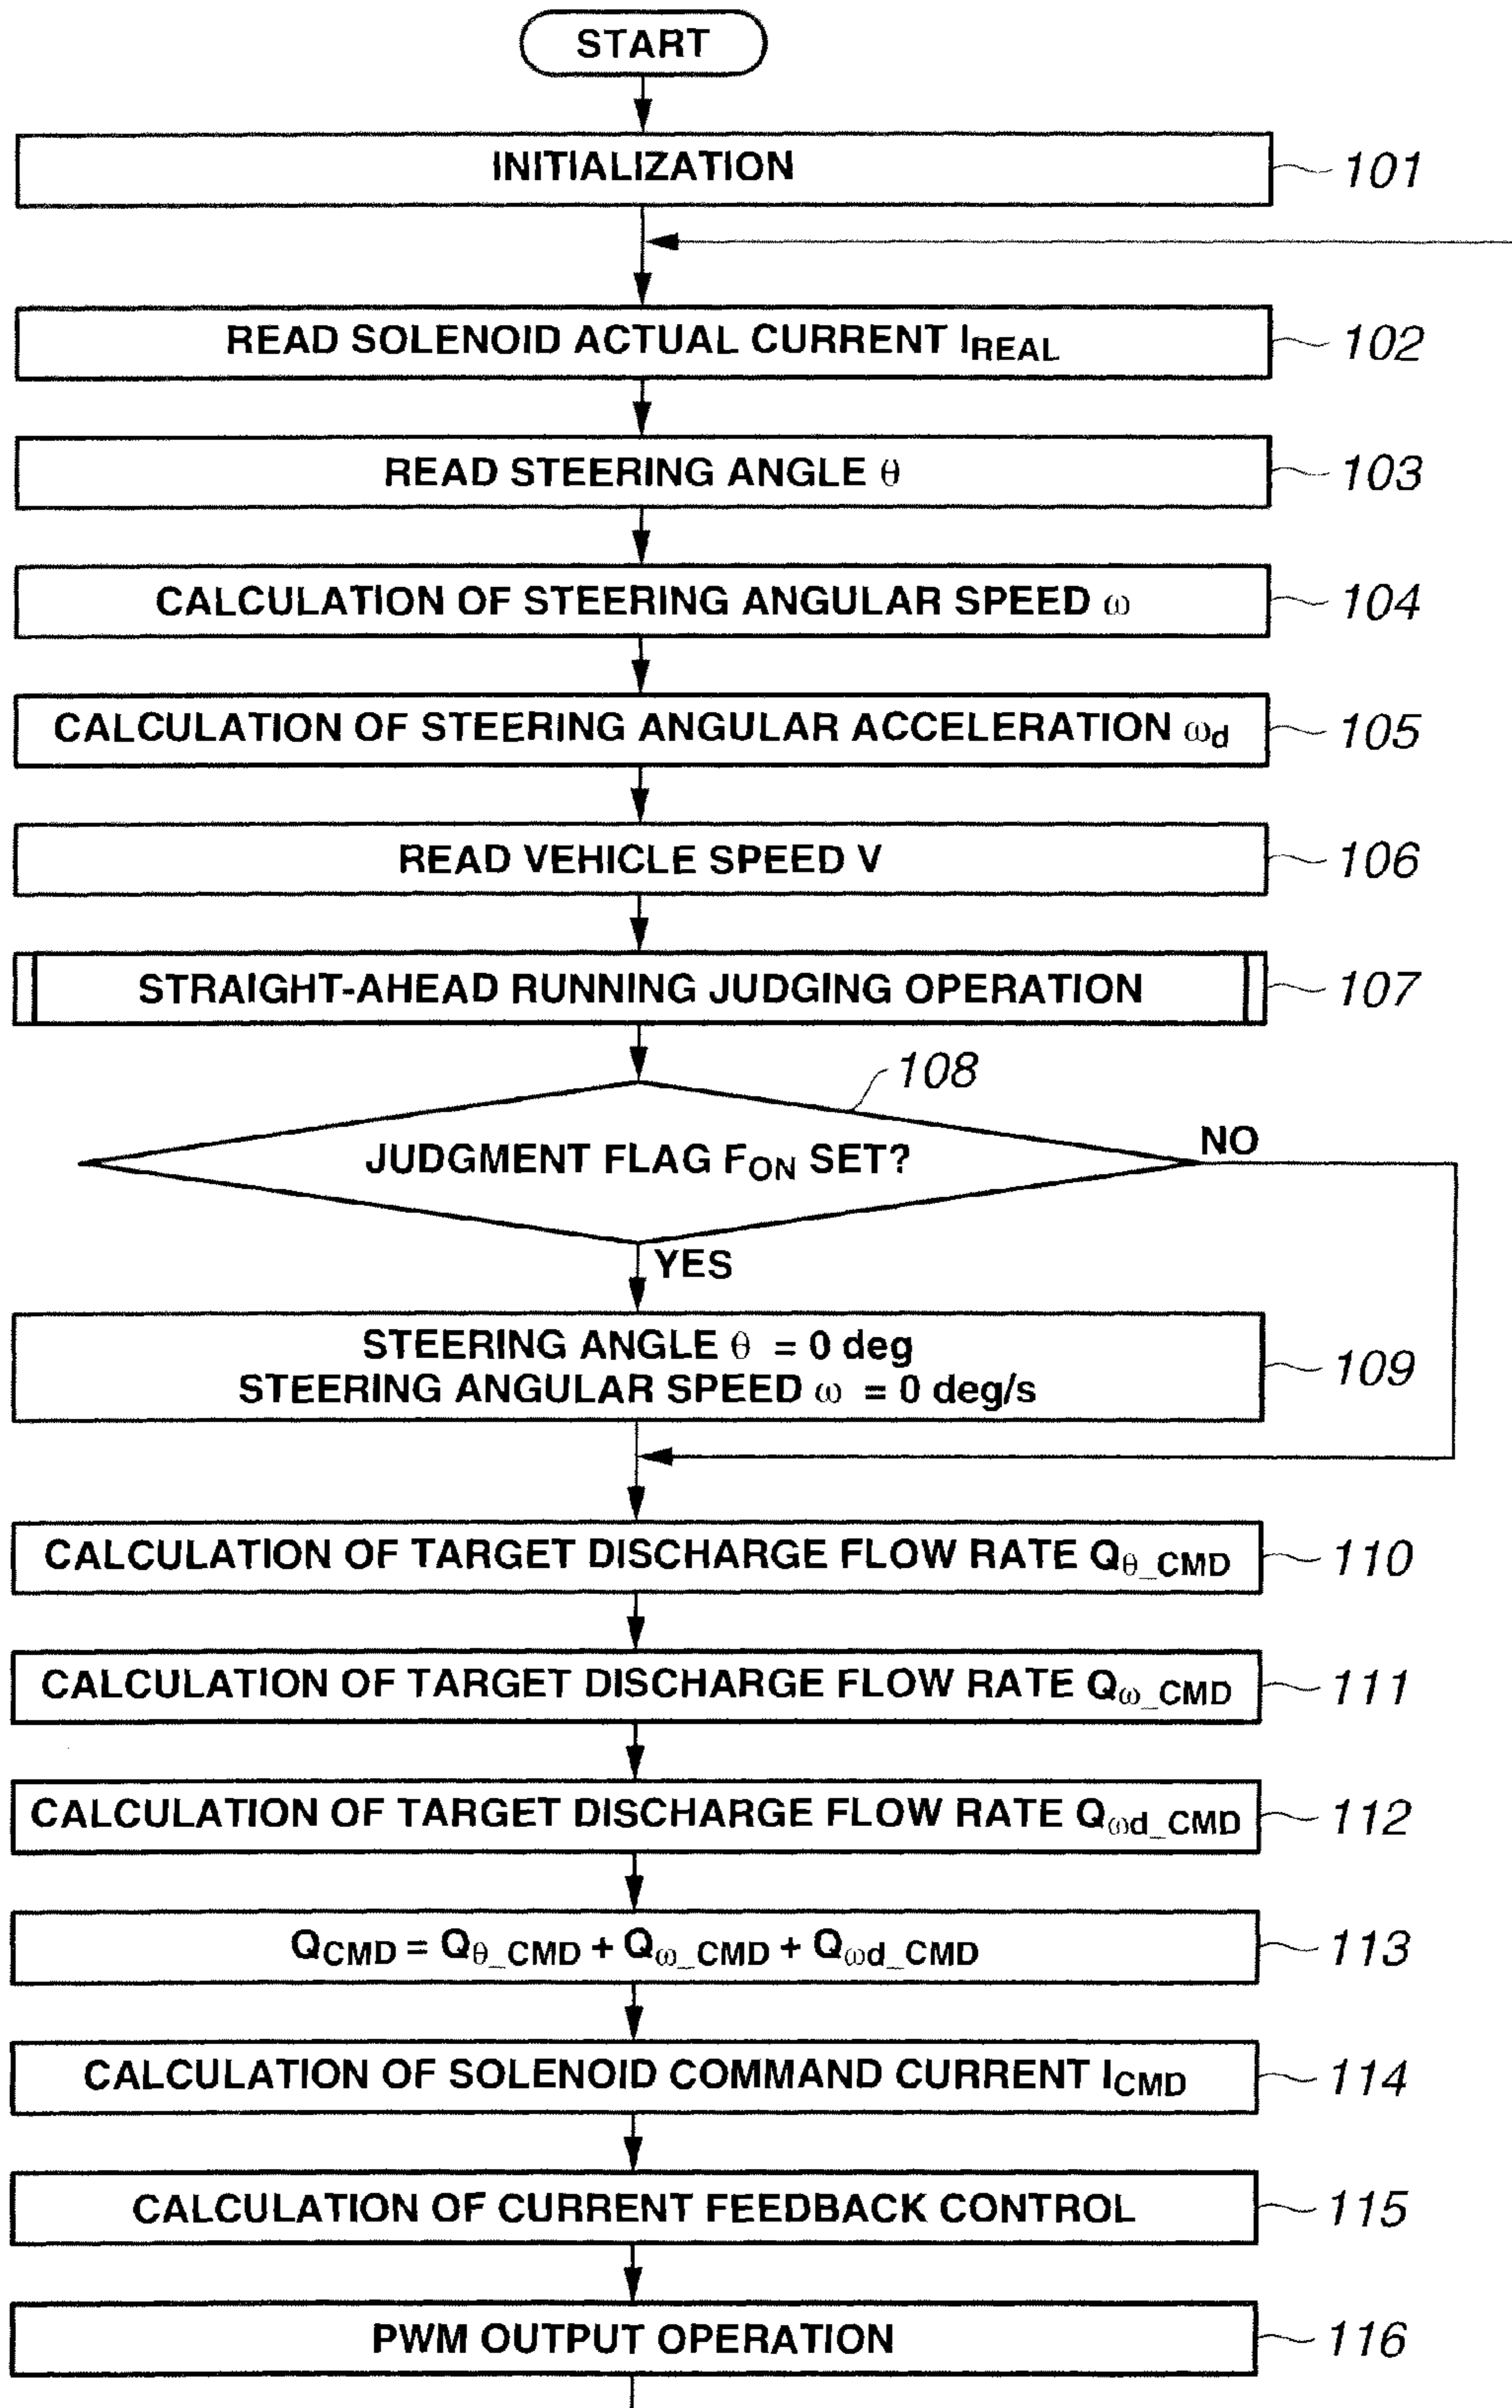 START
INITIALIZATION
101
READ SOLENOID ACTUAL CURRENT IREAL
102
READ STEERING ANGLE θ
103
CALCULATION OF STEERING ANGULAR SPEED ω
104
CALCULATION OF STEERING ANGULAR ACCELERATION ωd
105
READ VEHICLE SPEED V
106
STRAIGHT-AHEAD RUNNING JUDGING OPERATION
107
108
JUDGMENT FLAG FON SET?
NO
YES
STEERING ANGLE θ = 0 deg
STEERING ANGULAR SPEED ω = 0 deg/s
109
CALCULATION OF TARGET DISCHARGE FLOW RATE Qθ_CMD
110
CALCULATION OF TARGET DISCHARGE FLOW RATE Qω_CMD
111
CALCULATION OF TARGET DISCHARGE FLOW RATE Qωd_CMD
112
QCMD = Qθ_CMD + Qω_CMD + Qωd_CMD
113
CALCULATION OF SOLENOID COMMAND CURRENT ICMD
114
CALCULATION OF CURRENT FEEDBACK CONTROL
115
PWM OUTPUT OPERATION
116